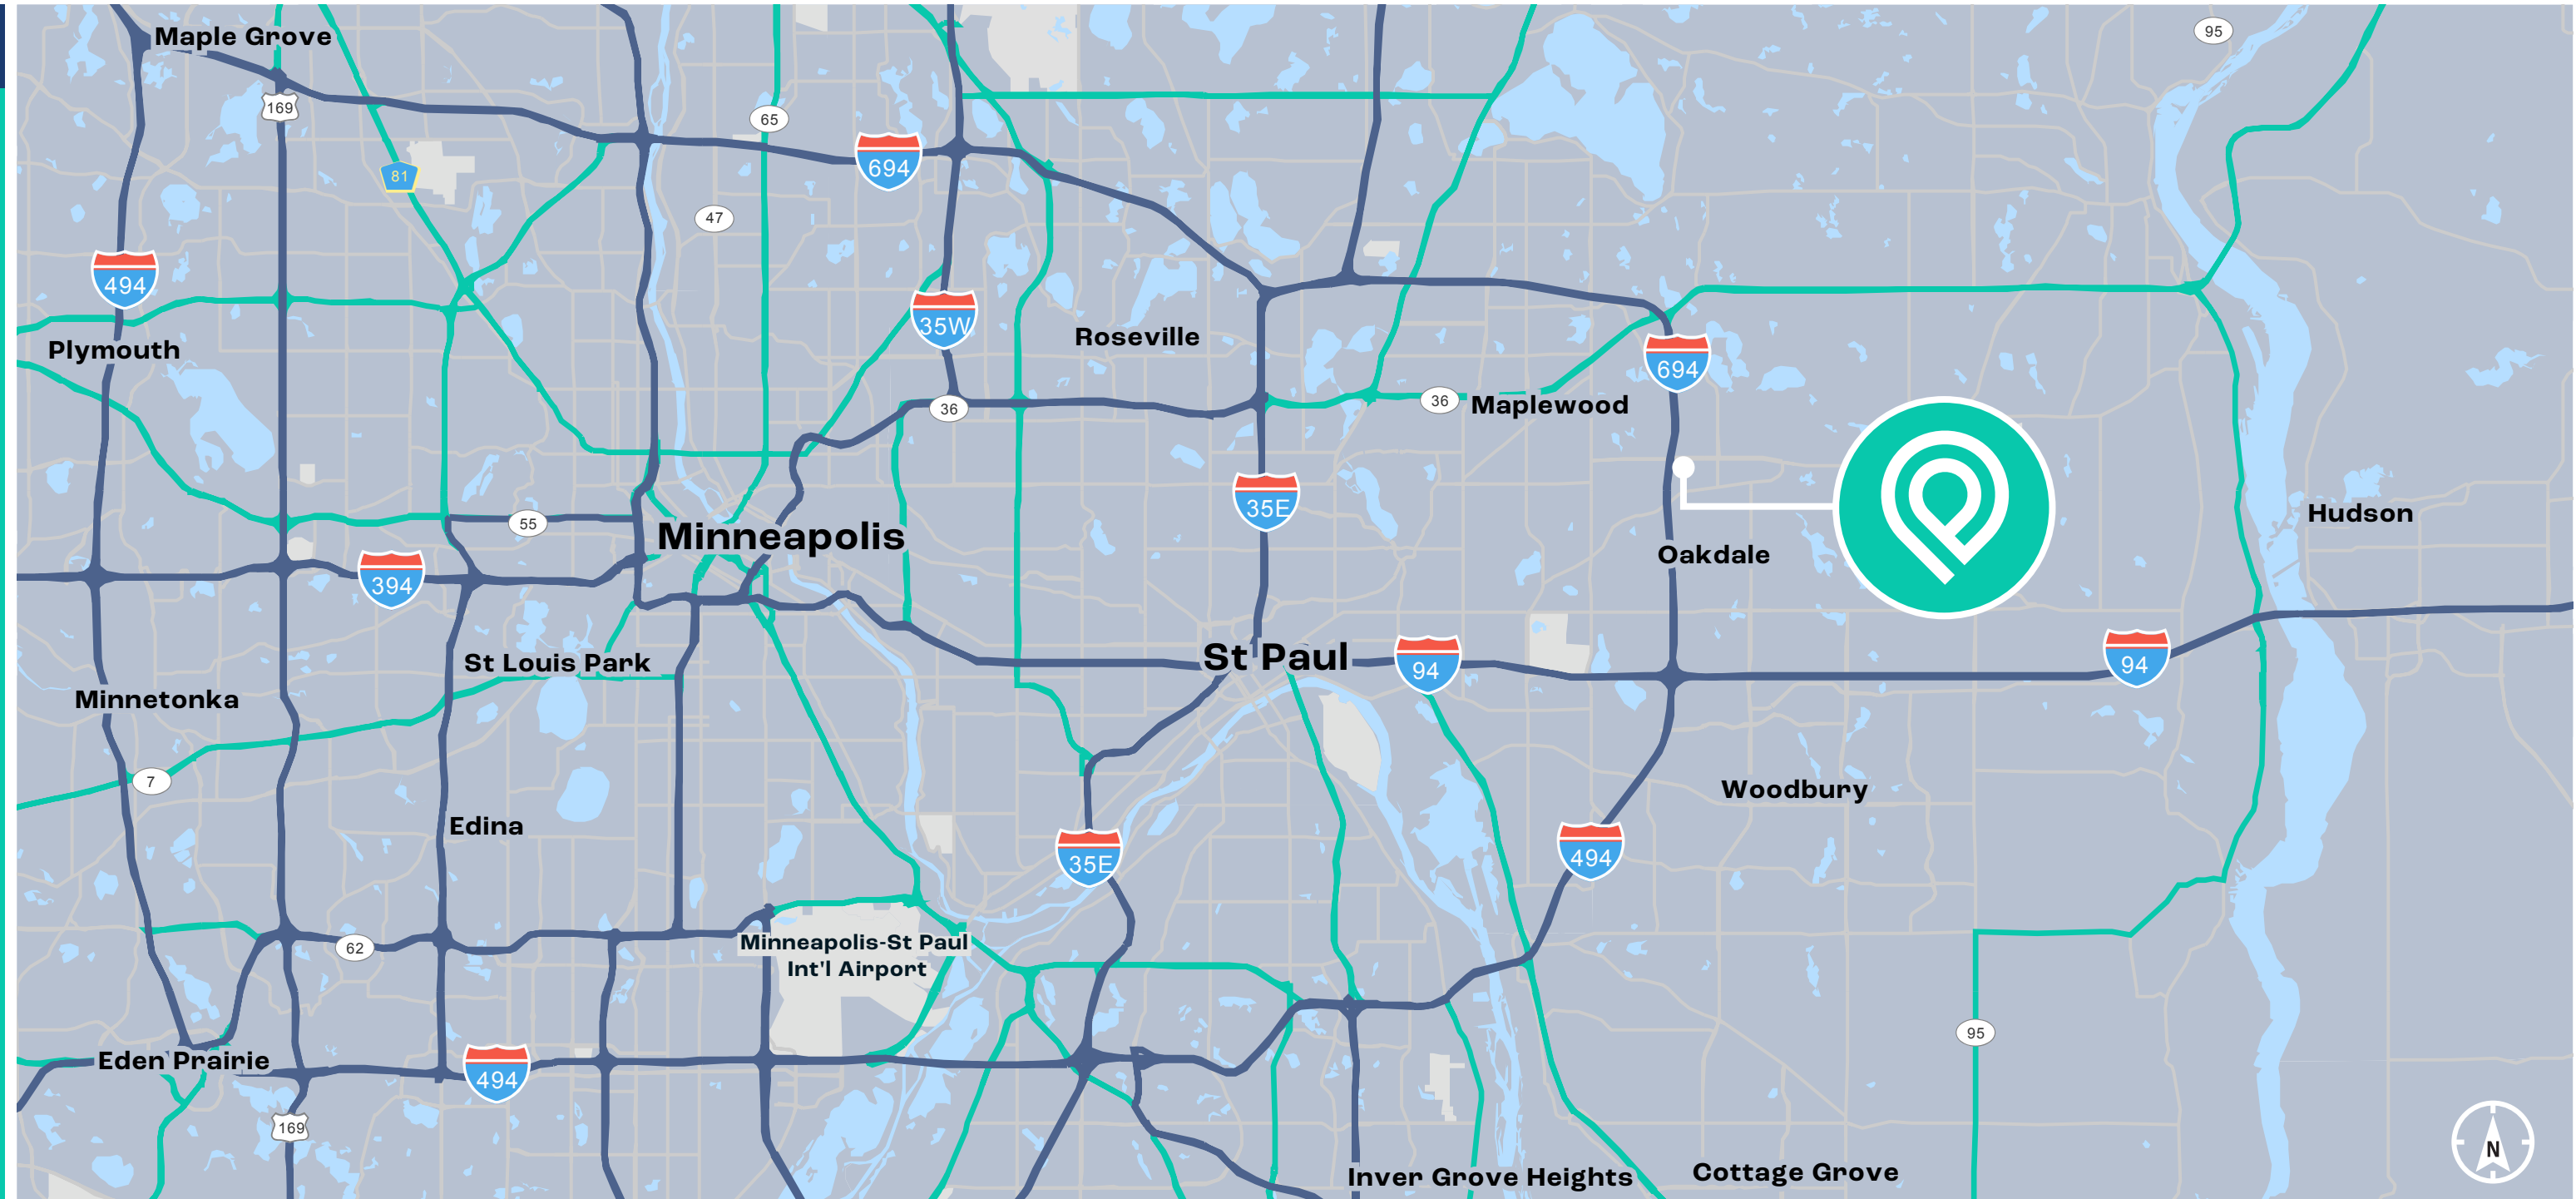 95
Maple Grove
169
65
694
81
47
494
35W
Roseville
Plymouth
694
36
36
Maplewood
35E
Hudson
55
Minneapolis
Oakdale
394
St Paul
94
94
St Louis Park
Minnetonka
7
Woodbury
Edina
494
35E
Minneapolis-St Paul
Int'l Airport
62
95
Eden Prairie
494
169
N
Inver Grove Heights
Cottage Grove